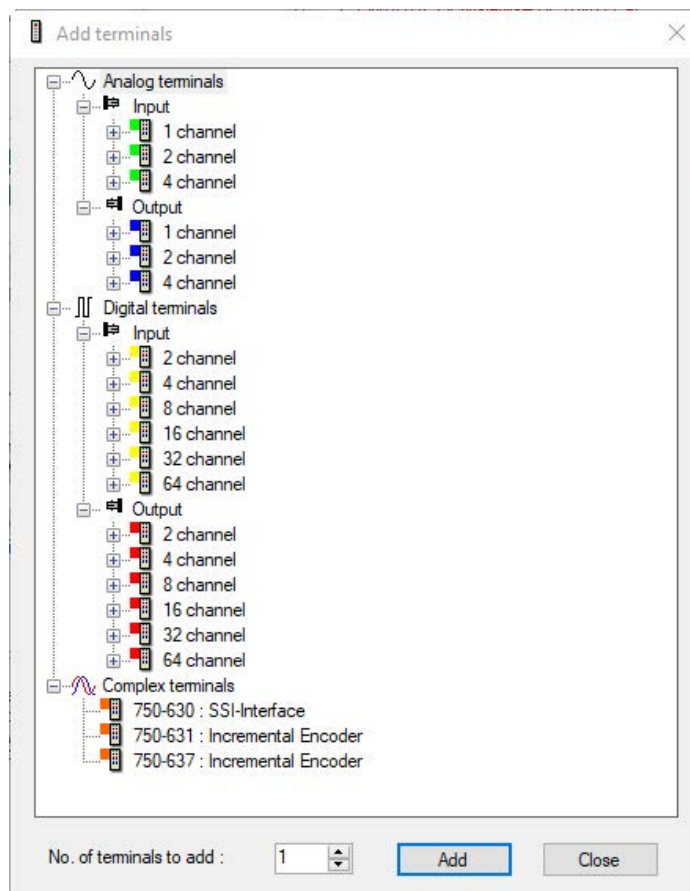 Add terminals
Analog terminals
Input
1 channel
2 channel
4 channel
Output
1 channel
2 channel
4 channel
Digital terminals
Input
2 channel
4 channel
8 channel
16 channel
32 channel
64 channel
Output
2 channel
4 channel
8 channel
16 channel
32 channel
64 channel
Complex terminals
750-630 : SSI-Interface
750-631 : Incremental Encoder
750-637 : Incremental Encoder
No. of terminals to add : 1 Add Close